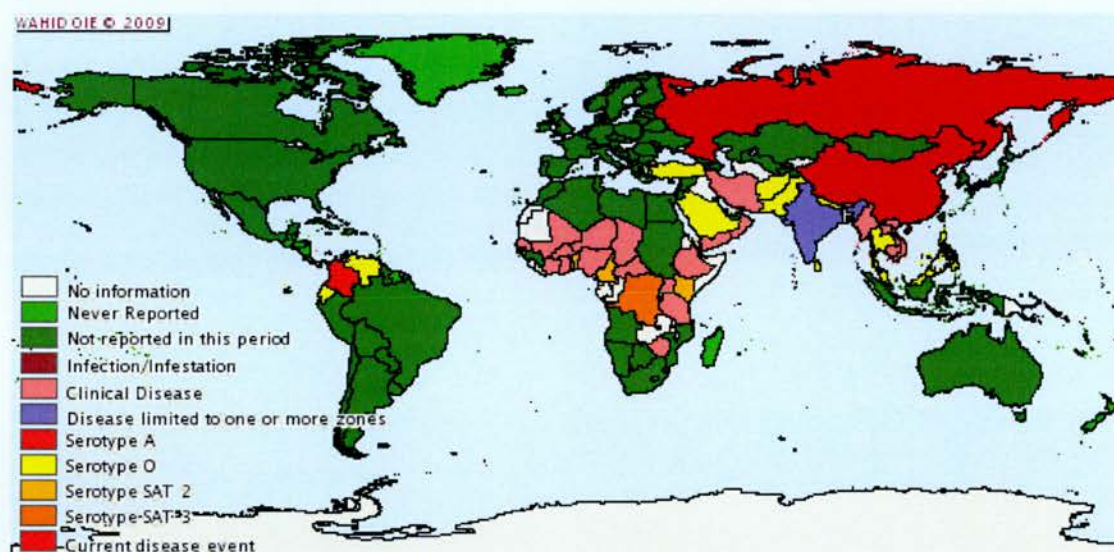 WAHID OIE © 2009
No information
Never Reported
Not reported in this period
Infection/Infestation
Clinical Disease
Disease limited to one or more zones
Serotype A
Serotype O
Serotype SAT 2
Serotype SAT 3
Current disease event